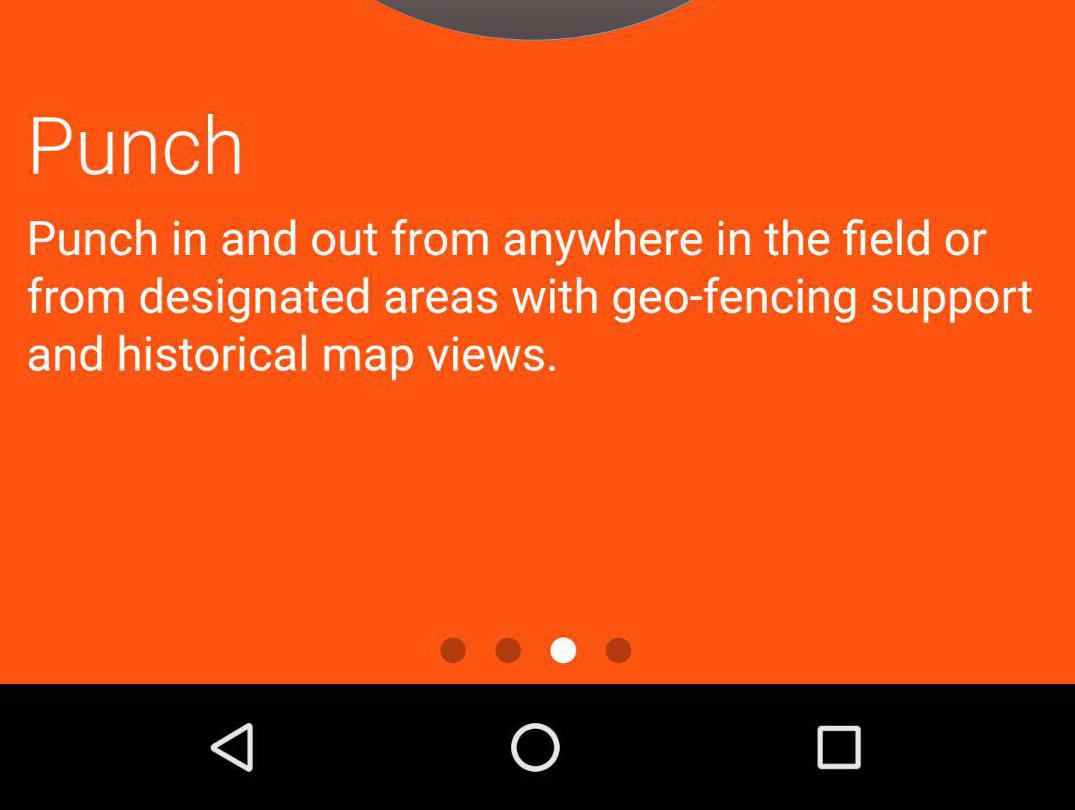 Punch
Punch in and out from anywhere in the field or
from designated areas with geo-fencing support
and historical map views.